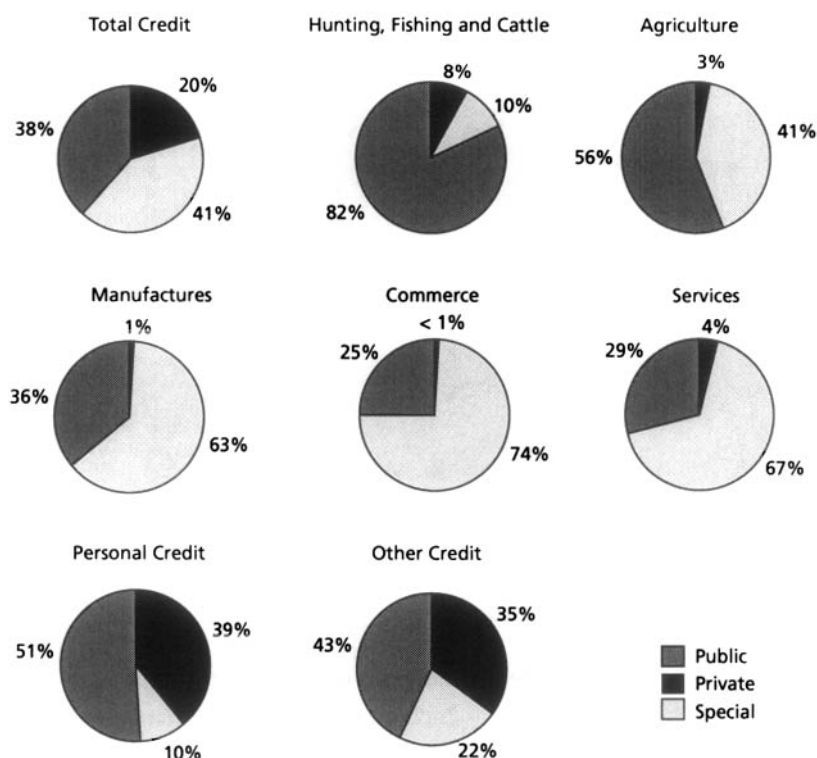 Total Credit
20%
38%
41%
Hunting, Fishing and Cattle
8%
10%
82%
Agriculture
3%
41%
56%
Manufactures
1%
36%
63%
Commerce
< 1%
25%
74%
Services
4%
29%
67%
Personal Credit
39%
51%
10%
Other Credit
35%
43%
22%
Public
Private
Special